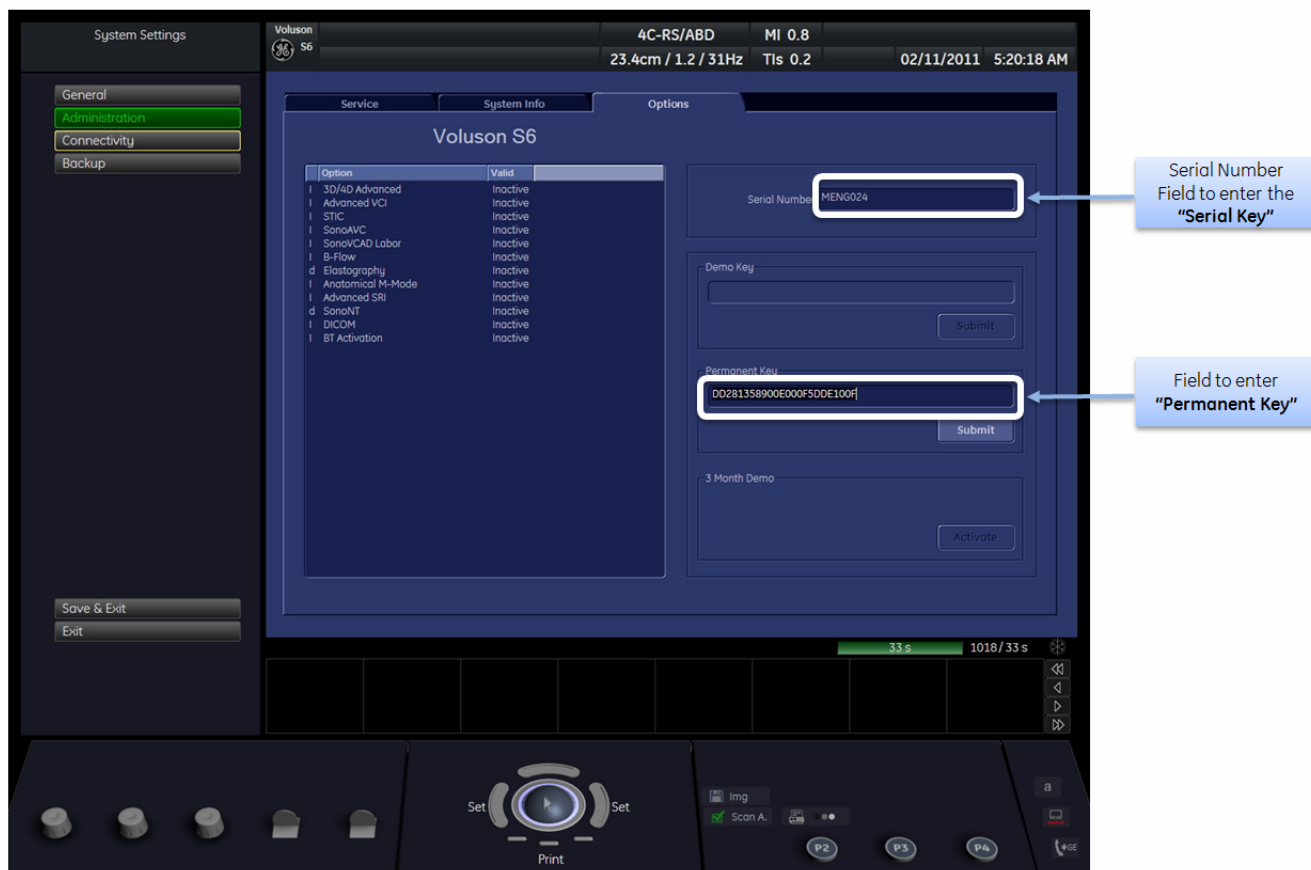 System Settings
General
Administration
Connectivity
Backup
Save & Exit
Exit
Voluson
S6
4C-RS/ABD MI 0.8
23.4cm / 1.2 / 31Hz TIs 0.2 02/11/2011 5:20:18 AM
Service System Info Options
Voluson S6
Option Valid
I 3D/4D Advanced Inactive
I Advanced VCI Inactive
I STIC Inactive
I SonoAVC Inactive
I SonoVCAD Labor Inactive
I B-Flow Inactive
d Elastography Inactive
I Anatomical M-Mode Inactive
I Advanced SRI Inactive
d SonoNT Inactive
I DICOM Inactive
I BT Activation Inactive
Serial Number MENG024
Demo Key
Submit
Permanent Key
DD281358900E000F5DDE100F
Submit
3 Month Demo
Activate
Serial Number
Field to enter the
“Serial Key”
Field to enter
“Permanent Key”
33 s 1018/ 33 s
Set Set
Print
Img
Scan A.
P2 P3 P4
a
GE